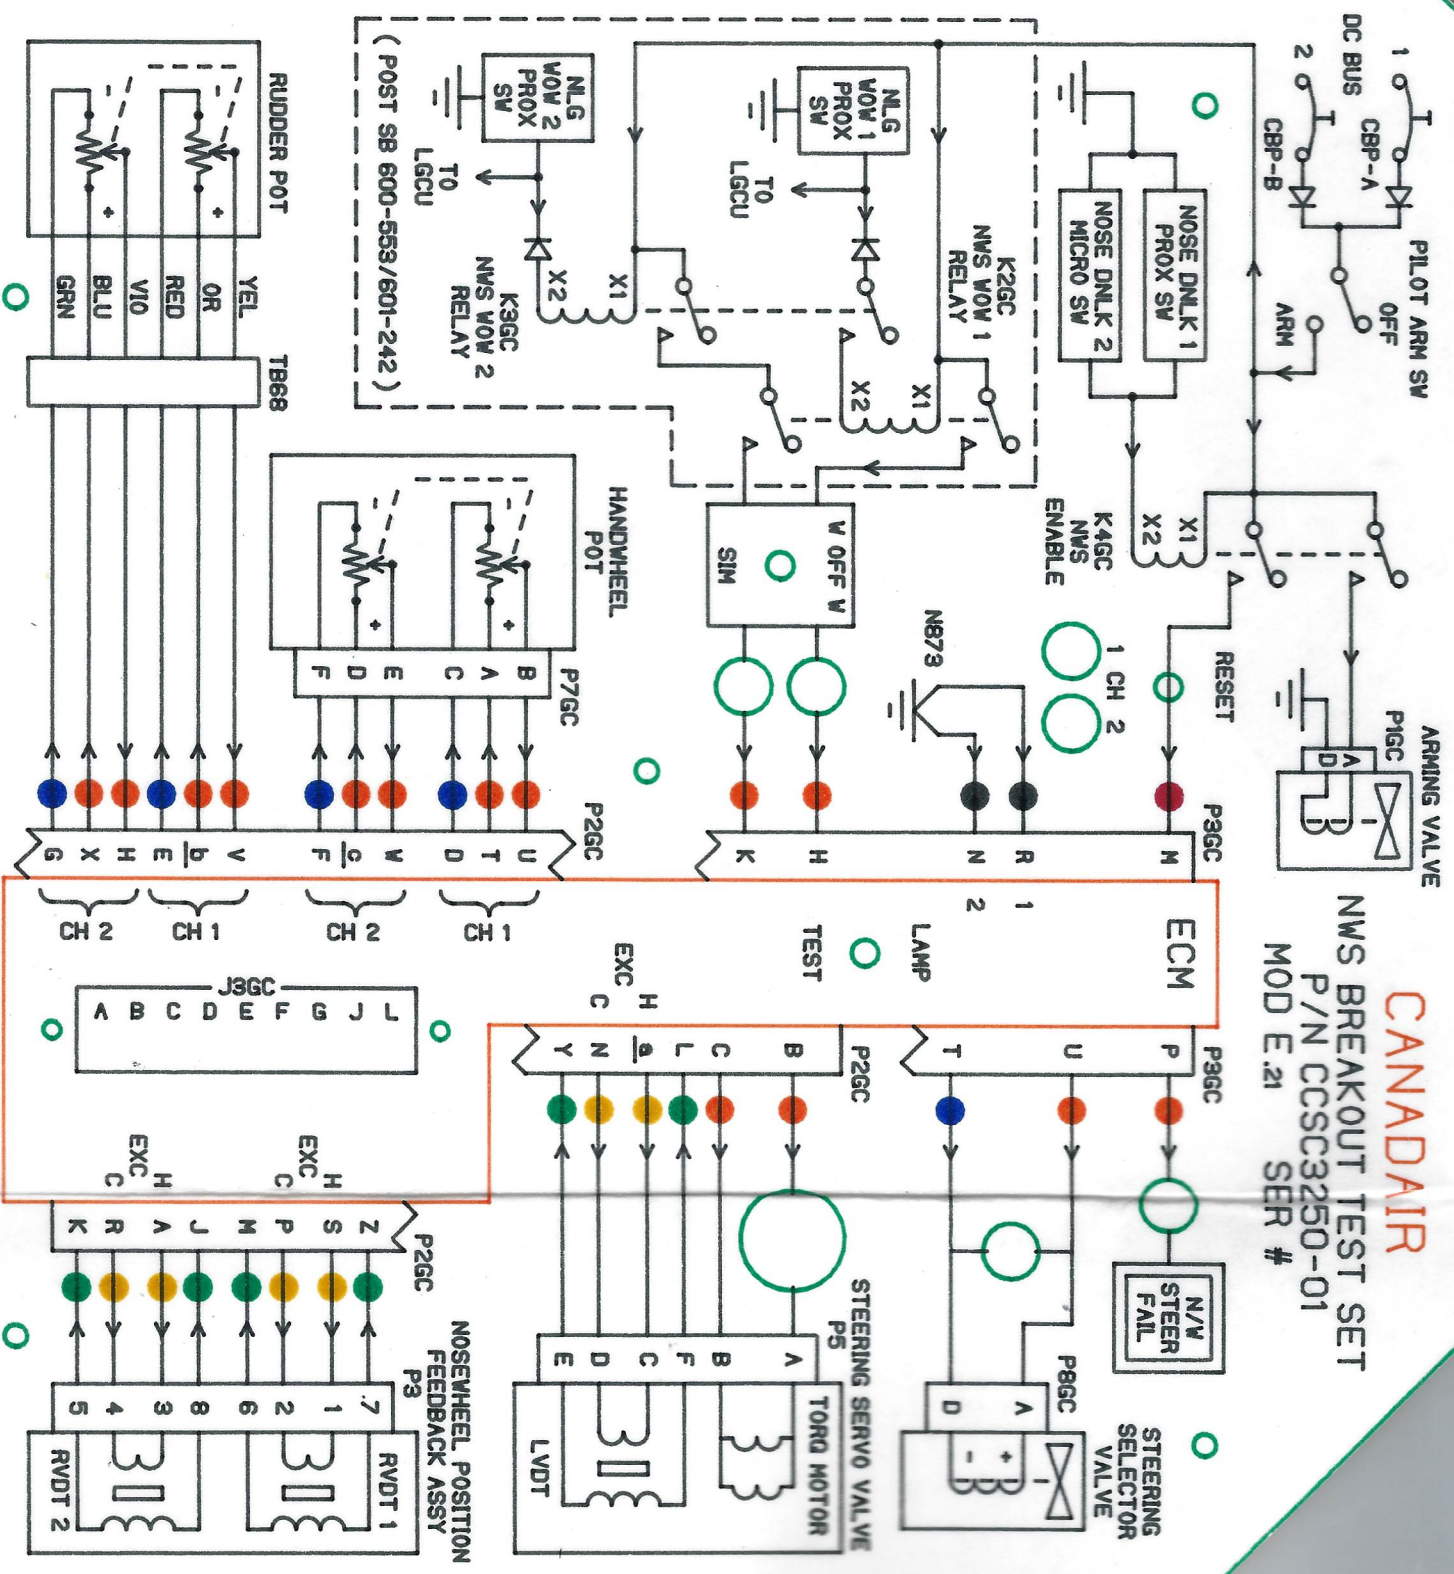 CANADAIR
NWS BREAKOUT TEST SET
P/N CCSC3250-01
MOD E.21 SER #
DC BUS
1
2
CBP-A
CBP-B
PILOT ARM SW
OFF
ARM
NOSE DNLK 1
PROX SW
NOSE DNLK 2
MICRO SW
X1
X2
K4GC
NWS
ENABLE
RESET
ARMING VALVE
P1GC
A
D
1 CH 2
K2GC
NWS WOW 1
RELAY
NLG
WOW 1
PROX
SW
TO
LGCU
X1
X2
NLG
WOW 2
PROX
SW
TO
LGCU
X1
X2
K3GC
NWS WOW 2
RELAY
( POST SB 600-553/601-242 )
W OFF W
SIM
N873
RUDDER POT
+
-
+
-
YEL
OR
RED
VIO
BLU
GRN
TB68
HANDWHEEL
POT
+
-
+
-
P7GC
B
A
C
E
D
F
P3GC
M
R
N
H
K
1
2
P2GC
U
T
D
W
c
F
V
b
E
H
X
G
CH 1
CH 2
CH 1
CH 2
ECM
LAMP
TEST
EXC
H
C
J3GC
A B C D E F G J L
EXC
H
C
EXC
H
C
P3GC
P
U
T
P2GC
B
C
L
a
N
Y
P2GC
Z
S
P
M
J
A
R
K
N/W
STEER
FAIL
P8GC
A
D
+
-
STEERING
SELECTOR
VALVE
STEERING SERVO VALVE
P5
A
B
F
C
D
E
TORQ MOTOR
LVDT
NOSEWHEEL POSITION
FEEDBACK ASSY
P3
7
1
2
6
8
3
4
5
RVDT 1
RVDT 2